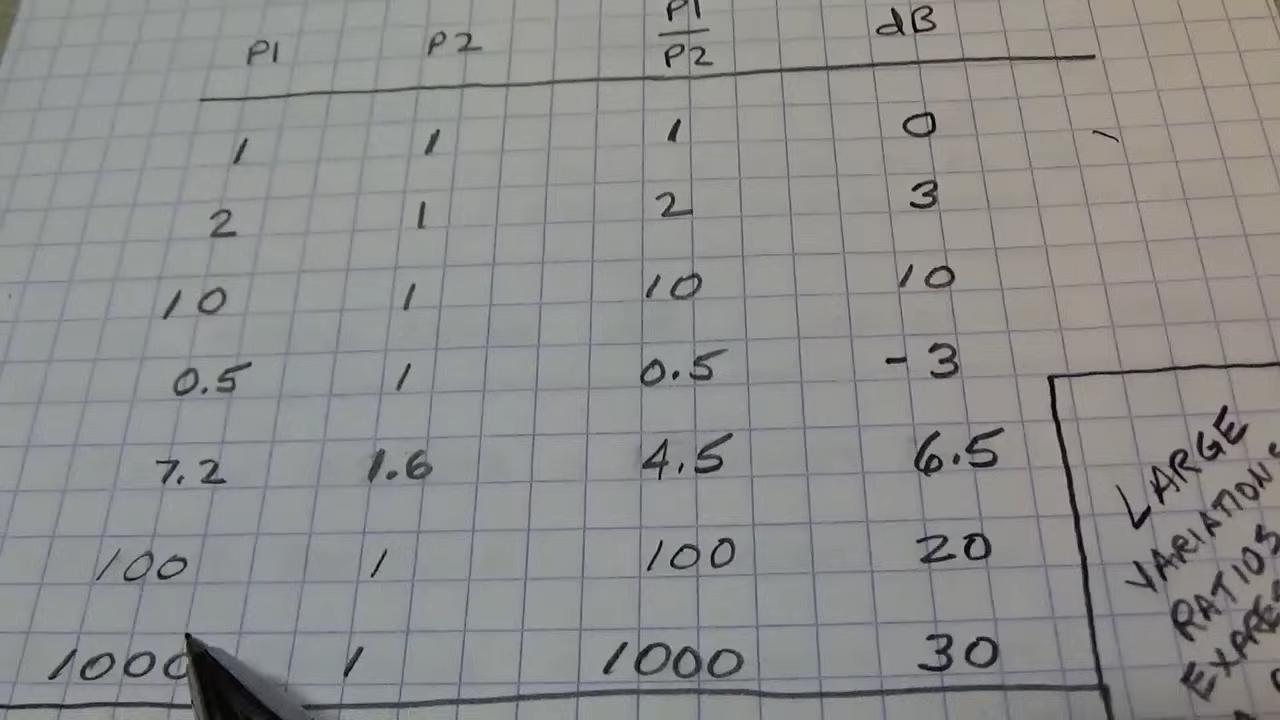 P1 P2 P1/P2 dB
1 1 1 0
2 1 2 3
10 1 10 10
0.5 1 0.5 -3
7.2 1.6 4.5 6.5
100 1 100 20
1000 1 1000 30
LARGE
VARIATION
RATIOS